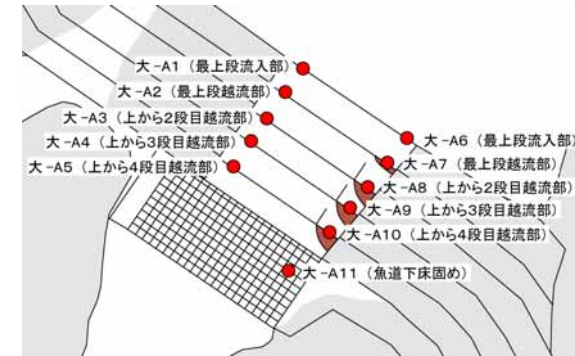 大-A1（最上段流入部）
大-A2（最上段越流部）
大-A3（上から2段目越流部）
大-A4（上から3段目越流部）
大-A5（上から4段目越流部）
大-A6（最上段流入部）
大-A7（最上段越流部）
大-A8（上から2段目越流部）
大-A9（上から3段目越流部）
大-A10（上から4段目越流部）
大-A11（魚道下床固め）